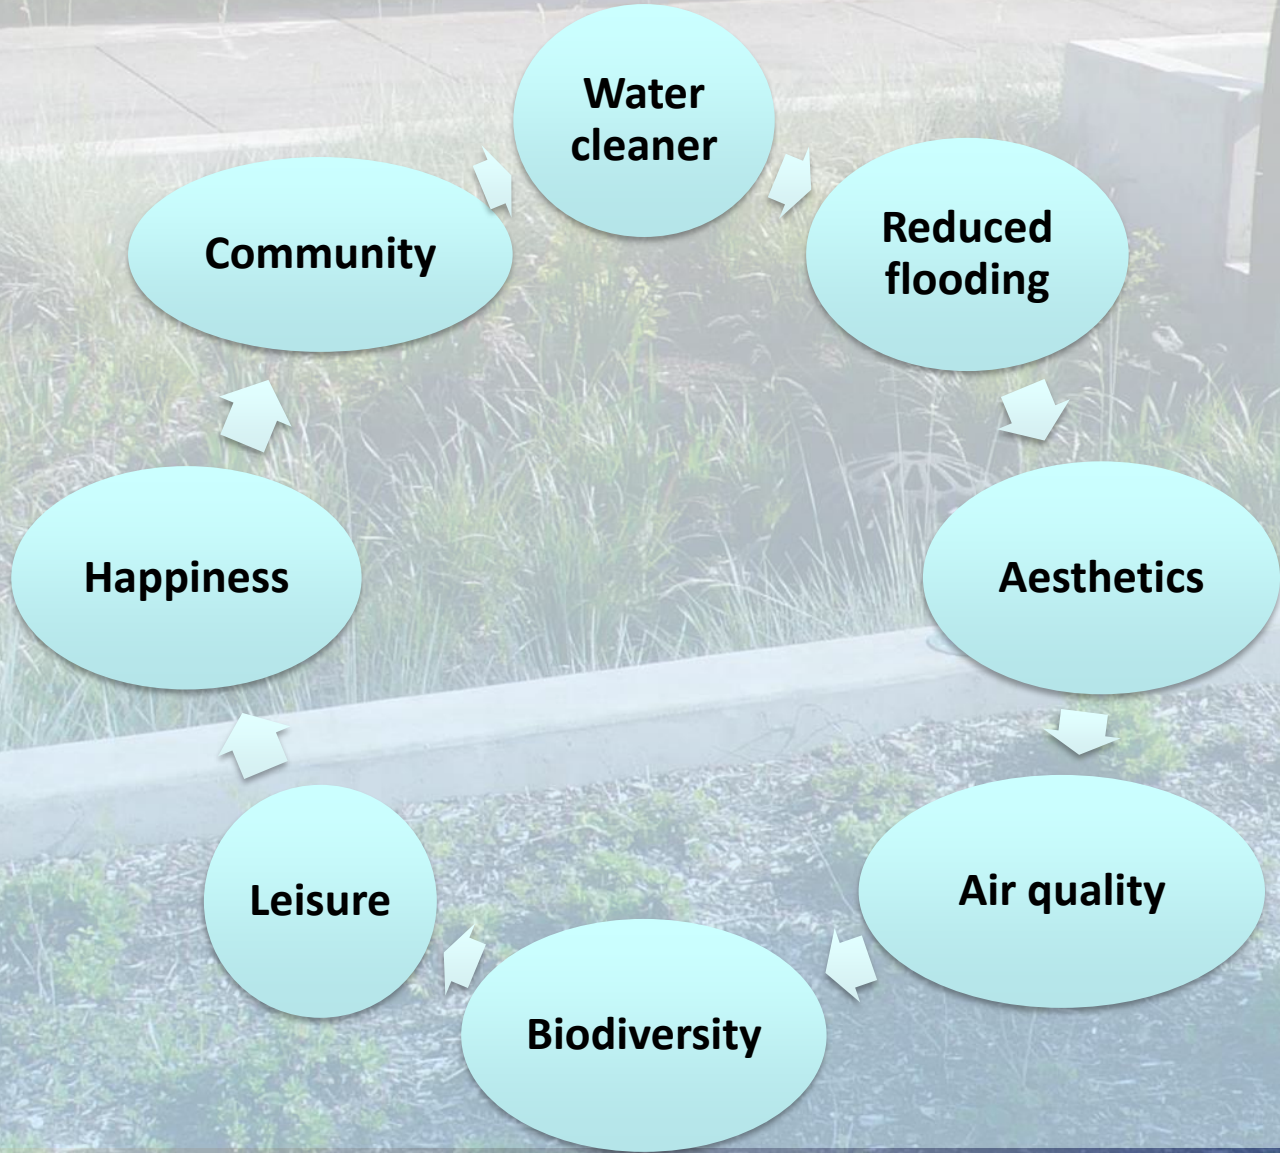 Water
cleaner
Reduced
flooding
Aesthetics
Air quality
Biodiversity
Leisure
Happiness
Community